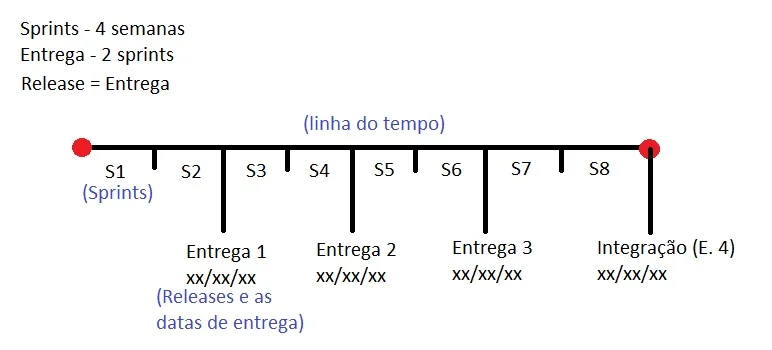 Sprints - 4 semanas
Entrega - 2 sprints
Release = Entrega
(linha do tempo)
S1 S2 S3 S4 S5 S6 S7 S8
(Sprints)
Entrega 1 Entrega 2 Entrega 3 Integração (E. 4)
xx/xx/xx xx/xx/xx xx/xx/xx xx/xx/xx
(Releases e as
datas de entrega)